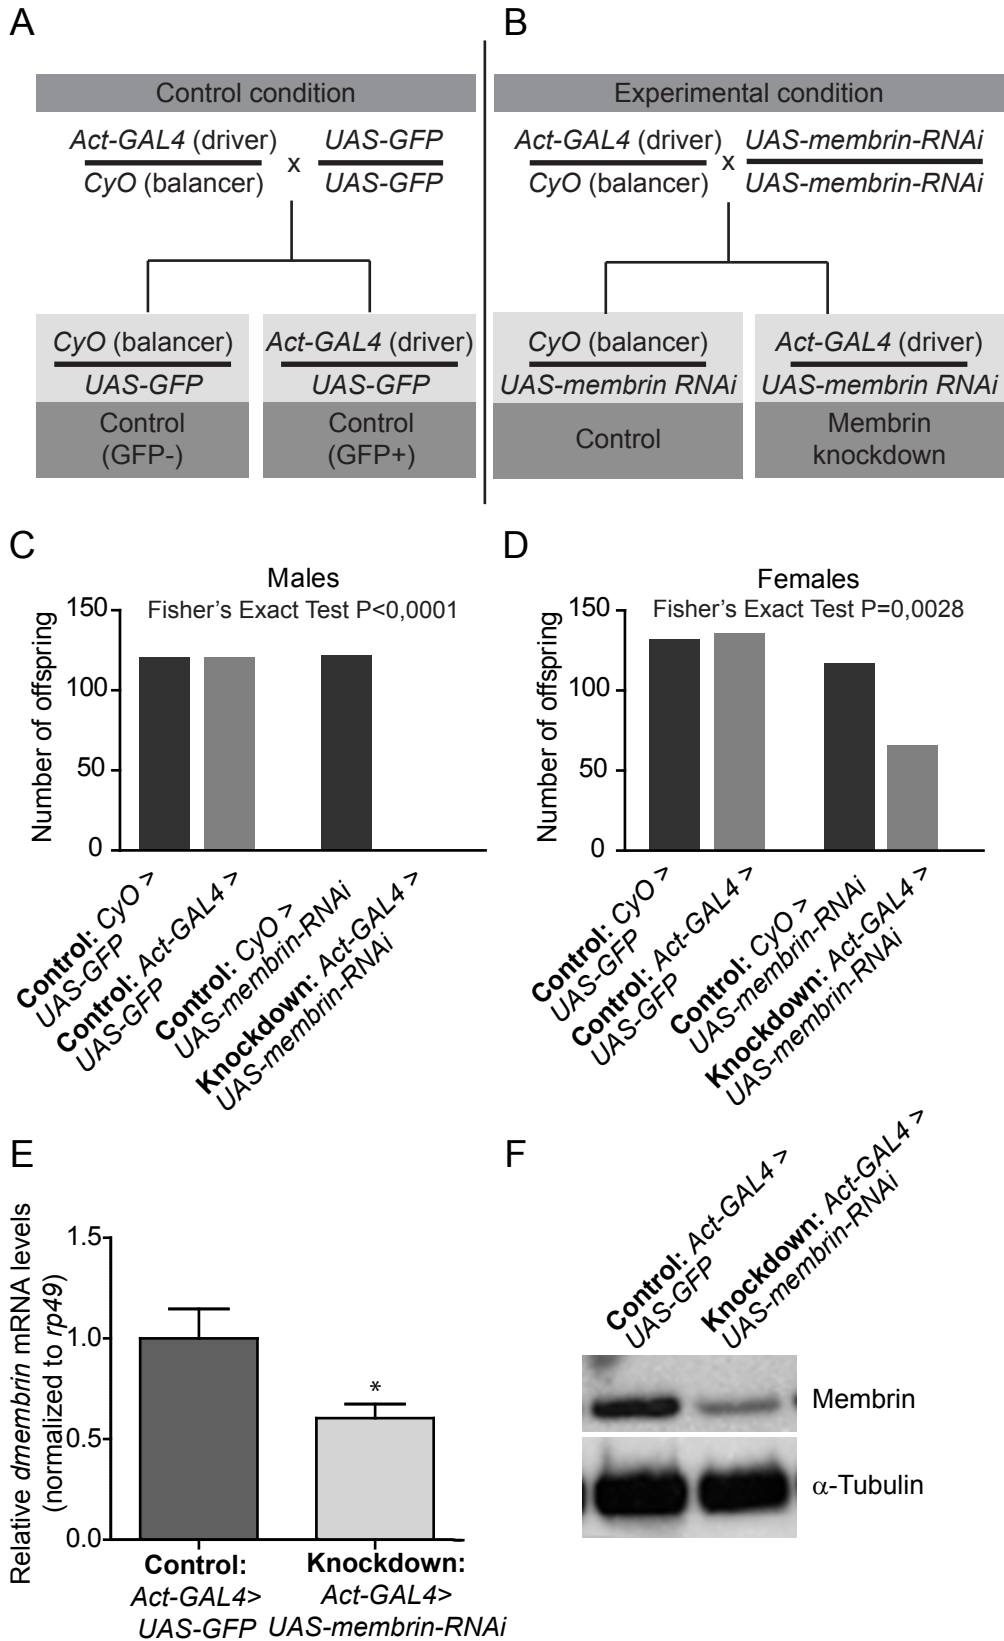 A
Control condition
Act-GAL4 (driver)
CyO (balancer)
x
UAS-GFP
UAS-GFP
CyO (balancer)
UAS-GFP
Control
(GFP-)
Act-GAL4 (driver)
UAS-GFP
Control
(GFP+)
B
Experimental condition
Act-GAL4 (driver)
CyO (balancer)
x
UAS-membrin-RNAi
UAS-membrin-RNAi
CyO (balancer)
UAS-membrin RNAi
Control
Act-GAL4 (driver)
UAS-membrin RNAi
Membrin
knockdown
C
Males
Fisher's Exact Test P<0,0001
Number of offspring
150
100
50
0
Control: CyO >
UAS-GFP
Control: Act-GAL4 >
UAS-GFP
Control: CyO >
UAS-membrin-RNAi
Knockdown: Act-GAL4 >
UAS-membrin-RNAi
D
Females
Fisher's Exact Test P=0,0028
Number of offspring
150
100
50
0
Control: CyO >
UAS-GFP
Control: Act-GAL4 >
UAS-GFP
Control: CyO >
UAS-membrin-RNAi
Knockdown: Act-GAL4 >
UAS-membrin-RNAi
E
Relative dmembrin mRNA levels
(normalized to rp49)
1.5
1.0
0.5
0.0
*
Control:
Act-GAL4>
UAS-GFP
Knockdown:
Act-GAL4>
UAS-membrin-RNAi
F
Control: Act-GAL4 >
UAS-GFP
Knockdown: Act-GAL4 >
UAS-membrin-RNAi
Membrin
α-Tubulin